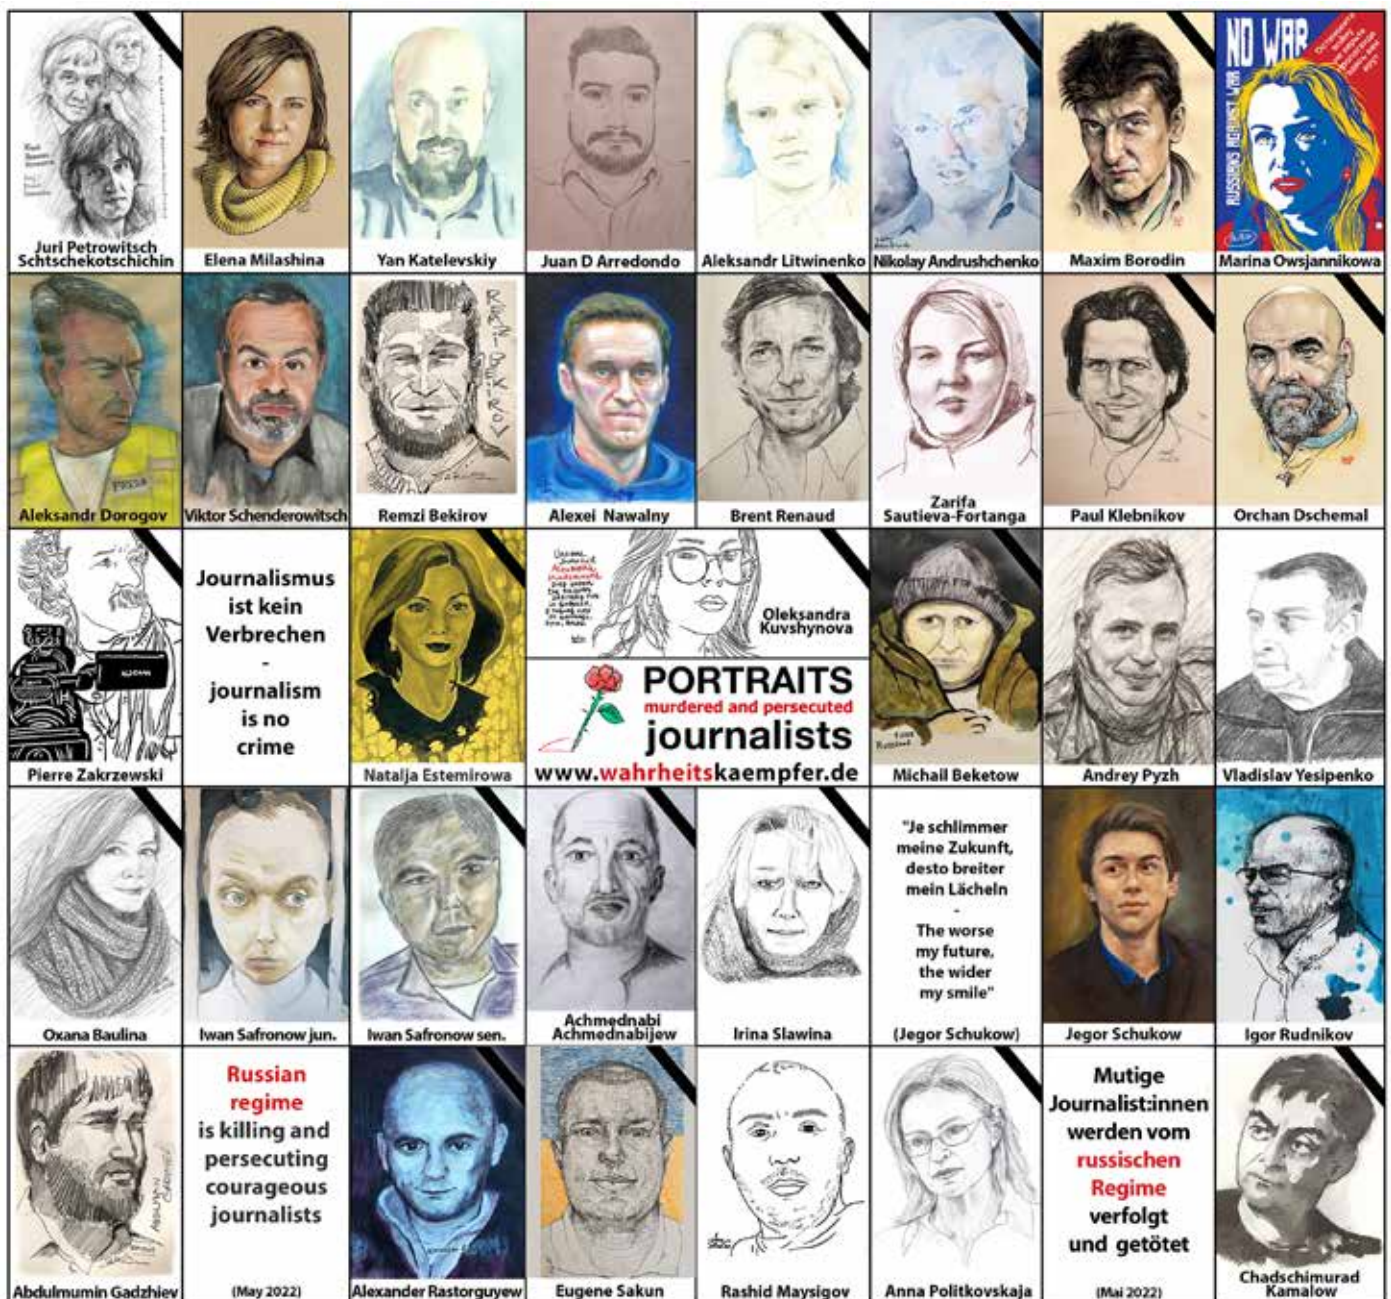 Juri Petrowitsch
Schtschekotschichin
Elena Milashina
Yan Katelevskiy
Juan D Arredondo
Aleksandr Litwinenko
Nikolay Andrushchenko
Maxim Borodin
NO WAR
RUSSIANS AGAINST WAR
Marina Owsjannikowa
PRESS
Aleksandr Dorogov
Viktor Schenderowitsch
REMZI BEKIROV
Remzi Bekirov
Alexei Nawalny
Brent Renaud
Zarifa
Sautieva-Fortanga
Paul Klebnikov
Orchan Dschemal
Pierre Zakrzewski
Journalismus
ist kein
Verbrechen
-
journalism
is no
crime
Natalja Estemirowa
Oleksandra
Kuvshynova
PORTRAITS
murdered and persecuted
journalists
www.wahrheitskaempfer.de
Michail Beketow
Andrey Pyzh
Vladislav Yesipenko
Oxana Baulina
Iwan Safronow jun.
Iwan Safronow sen.
Achmednabi
Achmednabijew
Irina Slawina
"Je schlimmer
meine Zukunft,
desto breiter
mein Lächeln
-
The worse
my future,
the wider
my smile"
(Jegor Schukow)
Jegor Schukow
Igor Rudnikov
Abdulmumin Gadzhiev
Russian
regime
is killing and
persecuting
courageous
journalists
(May 2022)
Alexander Rastorguyew
Eugene Sakun
Rashid Maysigov
Anna Politkovskaja
Mutige
Journalist:innen
werden vom
russischen
Regime
verfolgt
und getötet
(Mai 2022)
Chadschimurad
Kamalow